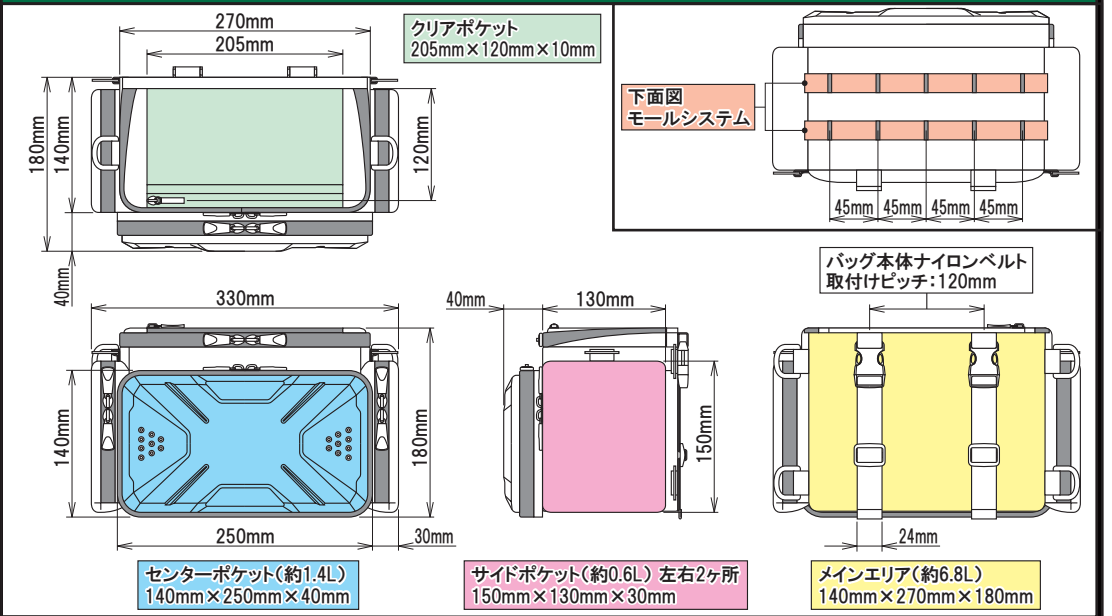 270mm
205mm
クリアポケット
205mm×120mm×10mm
180mm
140mm
120mm
40mm
下面図
モールシステム
45mm 45mm 45mm 45mm
330mm
140mm
180mm
250mm
30mm
センターポケット(約1.4L)
140mm×250mm×40mm
40mm
130mm
150mm
サイドポケット(約0.6L) 左右2ヶ所
150mm×130mm×30mm
バッグ本体ナイロンベルト
取付けピッチ:120mm
24mm
メインエリア(約6.8L)
140mm×270mm×180mm